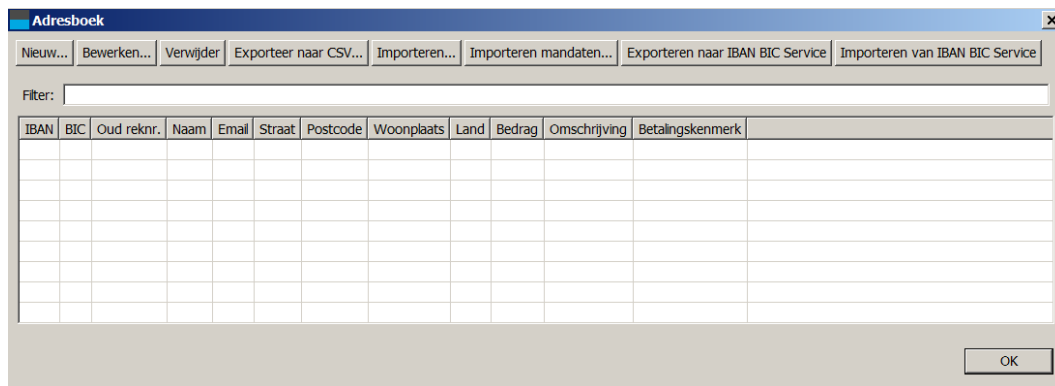 Adresboek
Nieuw... Bewerken... Verwijder Exporteer naar CSV... Importeren... Importeren mandaten... Exporteren naar IBAN BIC Service Importeren van IBAN BIC Service
Filter:
IBAN BIC Oud reknr. Naam Email Straat Postcode Woonplaats Land Bedrag Omschrijving Betalingskenmerk
OK